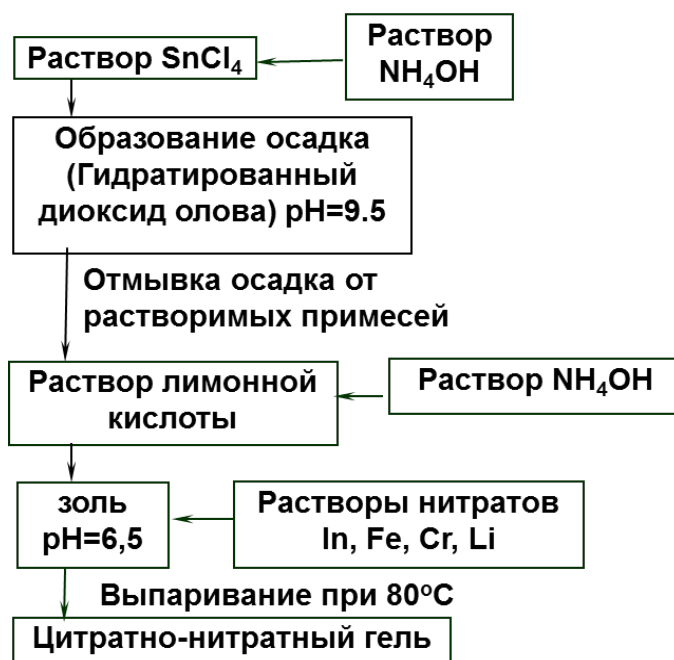 Раствор SnCl₄
Раствор
NH₄OH
Образование осадка
(Гидратированный
диоксид олова) pH=9.5
Отмывка осадка от
растворимых примесей
Раствор лимонной
кислоты
Раствор NH₄OH
золь
pH=6,5
Растворы нитратов
In, Fe, Cr, Li
Выпаривание при 80°C
Цитратно-нитратный гель